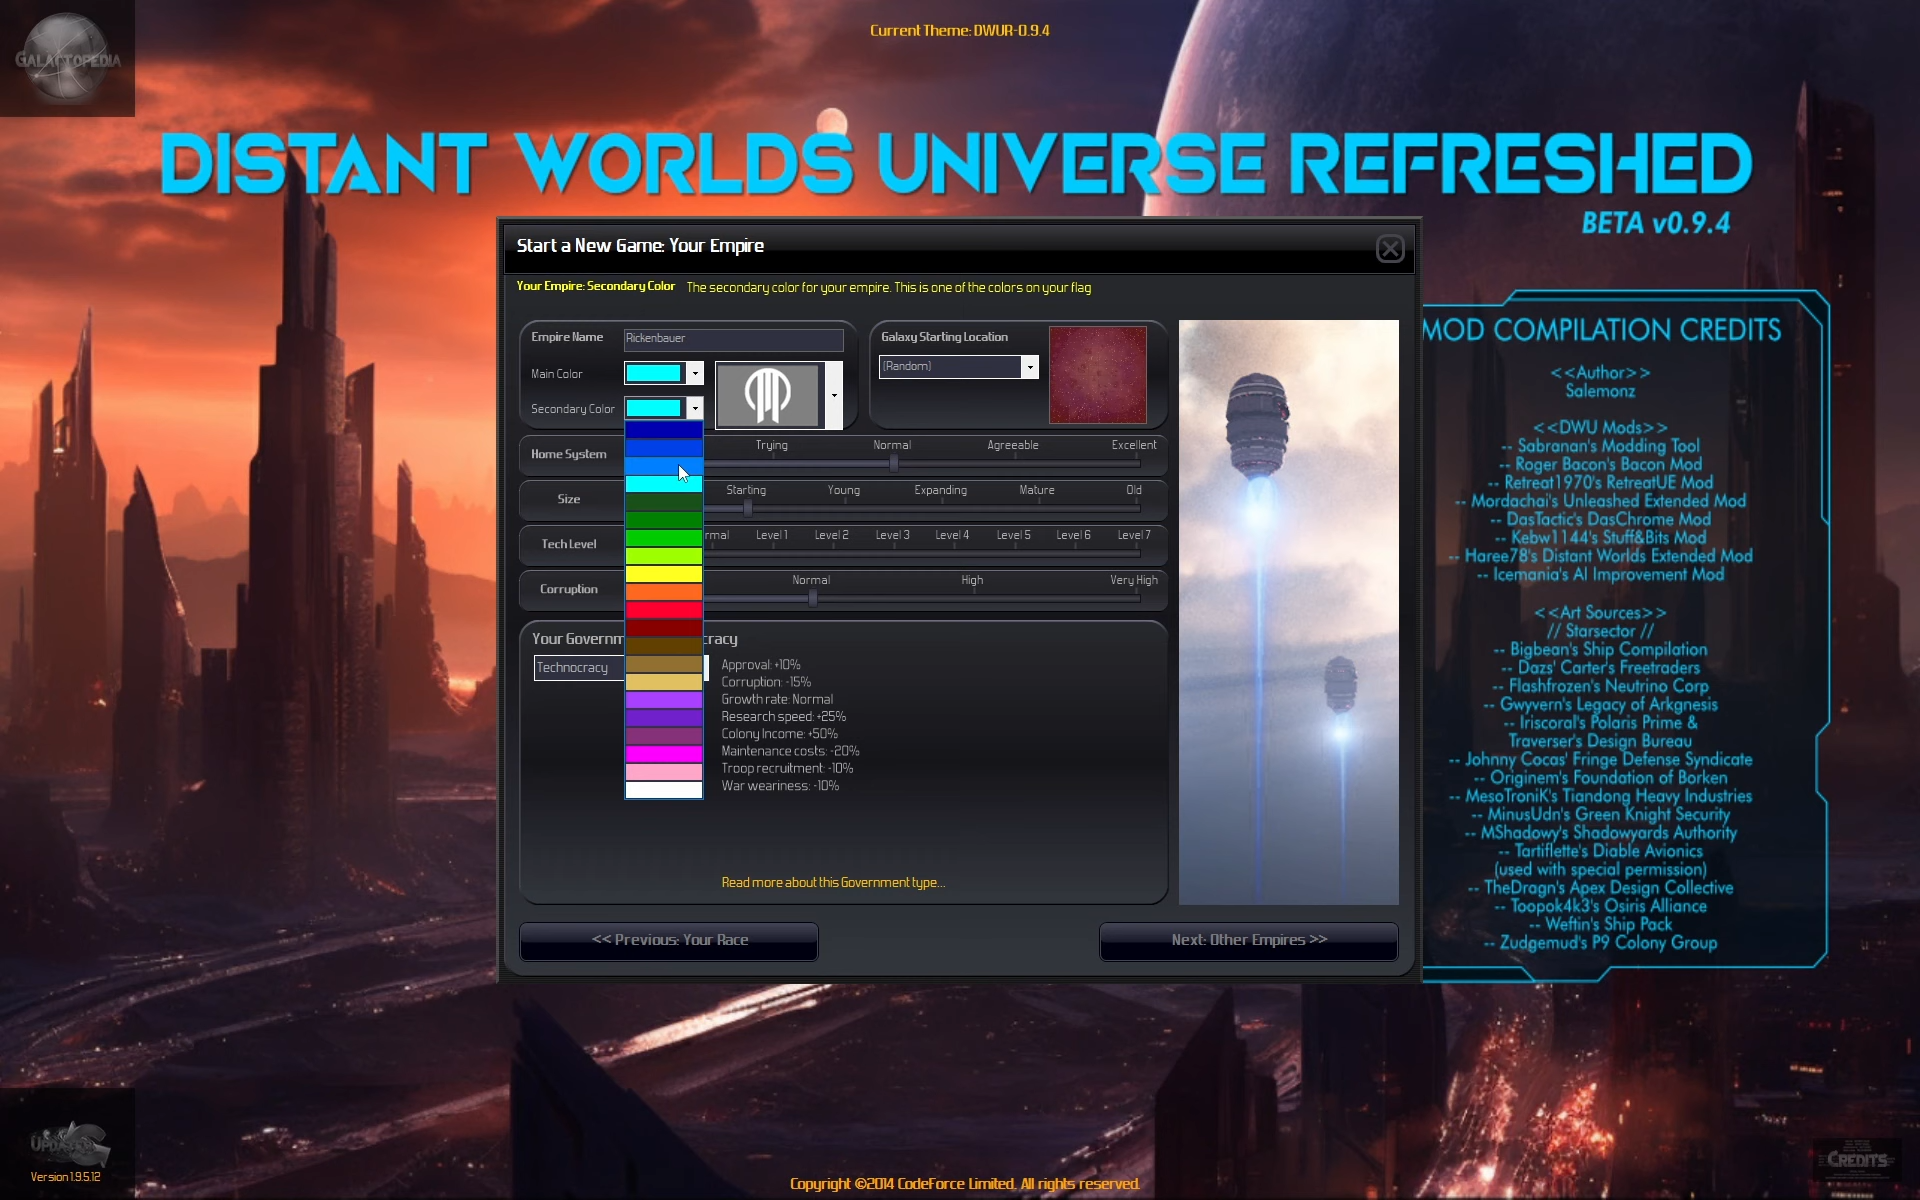 GALACTOPEDIA
Current Theme: DWUR-0.9.4
DISTANT WORLDS UNIVERSE REFRESHED
BETA v0.9.4
Start a New Game: Your Empire
Your Empire: Secondary Color The secondary color for your empire. This is one of the colors on your flag
Empire Name
Rickenbauer
Main Color
Secondary Color
Galaxy Starting Location
(Random)
Home System
Trying Normal Agreeable Excellent
Size
Starting Young Expanding Mature Old
Tech Level
rmal Level 1 Level 2 Level 3 Level 4 Level 5 Level 6 Level 7
Corruption
Normal High Very High
Your Governm cracy
Technocracy
Approval: +10%
Corruption: -15%
Growth rate: Normal
Research speed: +25%
Colony Income: +50%
Maintenance costs: -20%
Troop recruitment: -10%
War weariness: -10%
Read more about this Government type...
<< Previous: Your Race
Next: Other Empires >>
MOD COMPILATION CREDITS
<<Author>>
Salemonz
<<DWU Mods>>
-- Sabranan's Modding Tool
-- Roger Bacon's Bacon Mod
-- Retreat1970's RetreatUE Mod
-- Mordachai's Unleashed Extended Mod
-- DasTactic's DasChrome Mod
-- Kebw1144's Stuff&Bits Mod
-- Haree78's Distant Worlds Extended Mod
-- Icemania's AI Improvement Mod
<<Art Sources>>
// Starsector //
-- Bigbean's Ship Compilation
-- Dazs' Carter's Freetraders
-- Flashfrozen's Neutrino Corp
-- Gwyvern's Legacy of Arkgnesis
-- Iriscoral's Polaris Prime &
Traverser's Design Bureau
-- Johnny Cocas' Fringe Defense Syndicate
-- Originem's Foundation of Borken
-- MesoTroniK's Tiandong Heavy Industries
-- MinusUdn's Green Knight Security
-- MShadowy's Shadowyards Authority
-- Tartiflette's Diable Avionics
(used with special permission)
-- TheDragn's Apex Design Collective
-- Toopok4k3's Osiris Alliance
-- Weftin's Ship Pack
-- Zudgemud's P9 Colony Group
Version 1.9.5.12
Copyright ©2014 CodeForce Limited. All rights reserved.
CREDITS